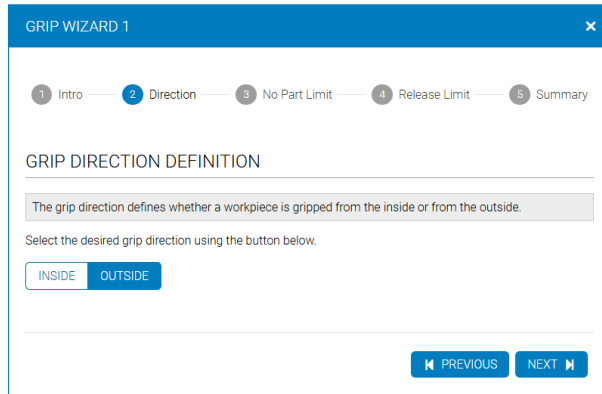 GRIP WIZARD 1 ×
1 Intro 2 Direction 3 No Part Limit 4 Release Limit 5 Summary
GRIP DIRECTION DEFINITION
The grip direction defines whether a workpiece is gripped from the inside or from the outside.
Select the desired grip direction using the button below.
INSIDE OUTSIDE
PREVIOUS NEXT